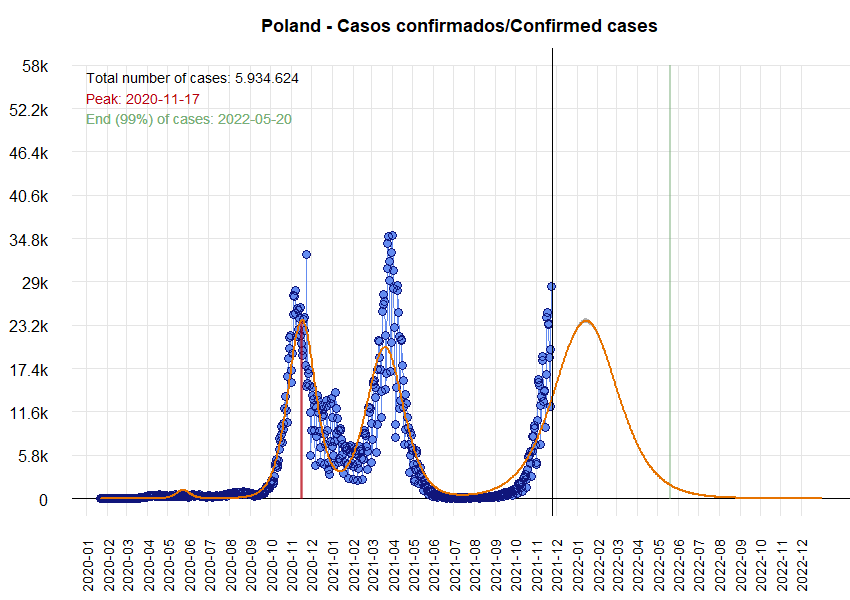 Poland - Casos confirmados/Confirmed cases
58k
Total number of cases: 5.934.624
Peak: 2020-11-17
End (99%) of cases: 2022-05-20
52.2k
46.4k
40.6k
34.8k
29k
23.2k
17.4k
11.6k
5.8k
0
2020-01
2020-02
2020-03
2020-04
2020-05
2020-06
2020-07
2020-08
2020-09
2020-10
2020-11
2020-12
2021-01
2021-02
2021-03
2021-04
2021-05
2021-06
2021-07
2021-08
2021-09
2021-10
2021-11
2021-12
2022-01
2022-02
2022-03
2022-04
2022-05
2022-06
2022-07
2022-08
2022-09
2022-10
2022-11
2022-12